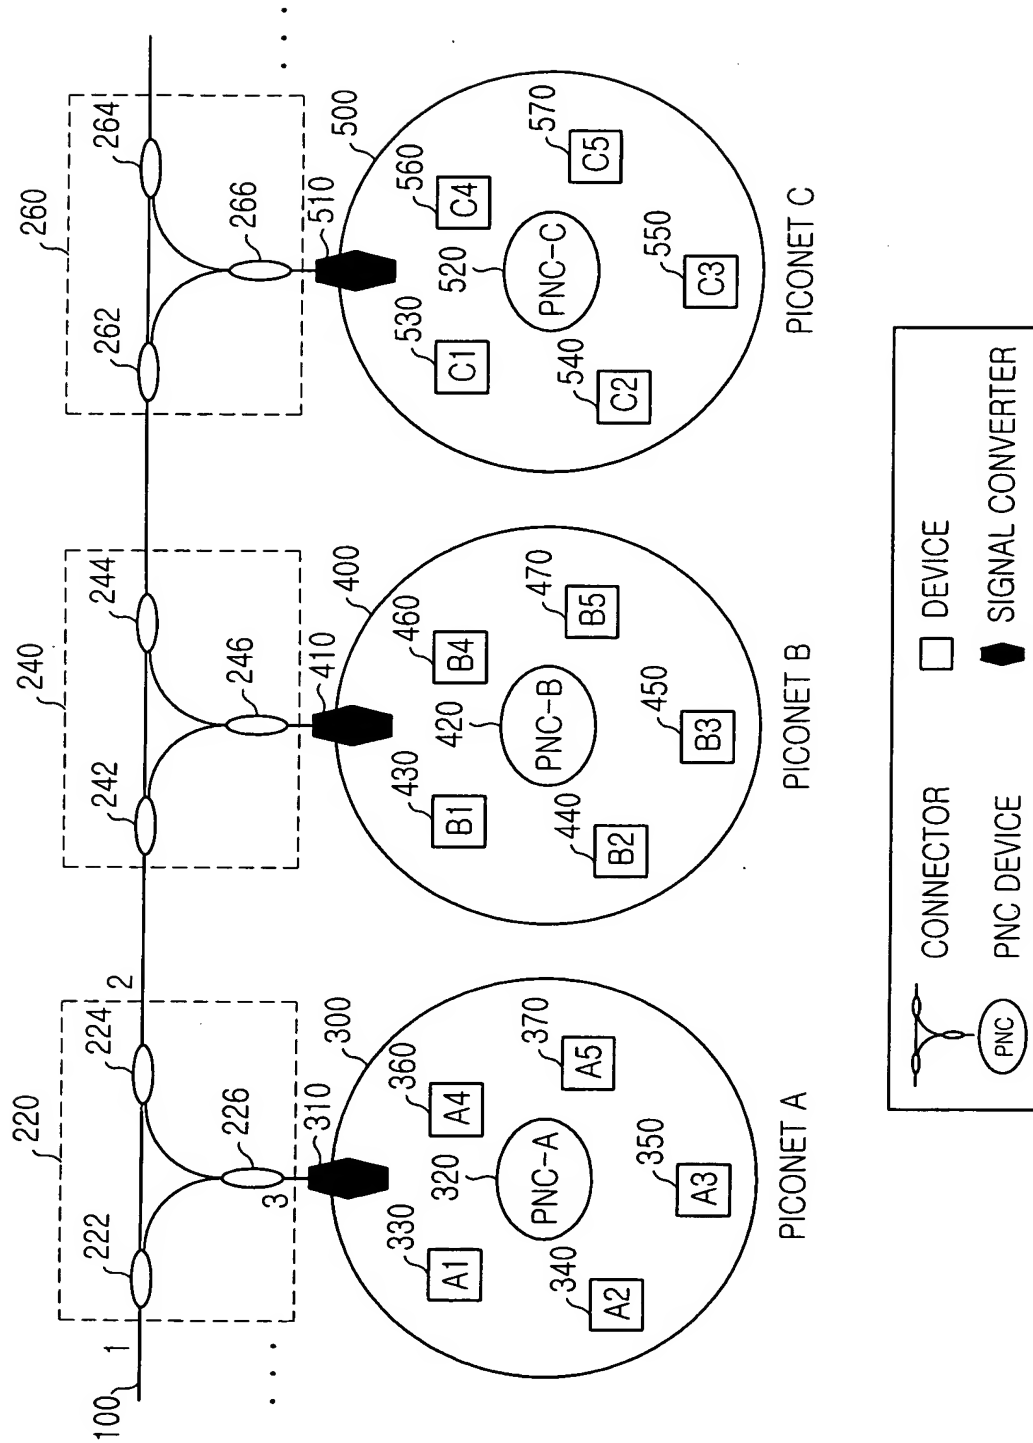 100
1
220
222
224
226
2
3
240
242
244
246
260
262
264
266
. . .
. . .
310
300
330
A1
360
A4
320
PNC-A
370
A5
340
A2
350
A3
PICONET A
410
400
430
B1
460
B4
420
PNC-B
470
B5
440
B2
450
B3
PICONET B
510
500
530
C1
560
C4
520
PNC-C
570
C5
540
C2
550
C3
PICONET C
CONNECTOR
DEVICE
PNC
PNC DEVICE
SIGNAL CONVERTER